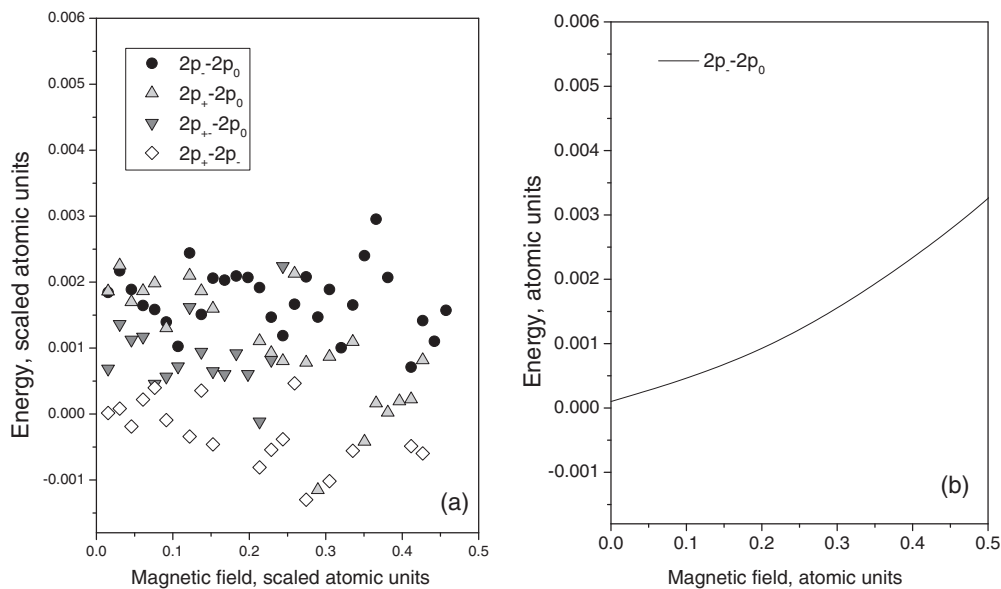 0.006
0.005
0.004
0.003
0.002
0.001
0.000
-0.001
Energy, scaled atomic units
2p₋-2p₀
2p₊-2p₀
2p₊₋-2p₀
2p₊-2p₋
(a)
0.0 0.1 0.2 0.3 0.4 0.5
Magnetic field, scaled atomic units
0.006
0.005
0.004
0.003
0.002
0.001
0.000
-0.001
Energy, atomic units
2p₋-2p₀
(b)
0.0 0.1 0.2 0.3 0.4 0.5
Magnetic field, atomic units